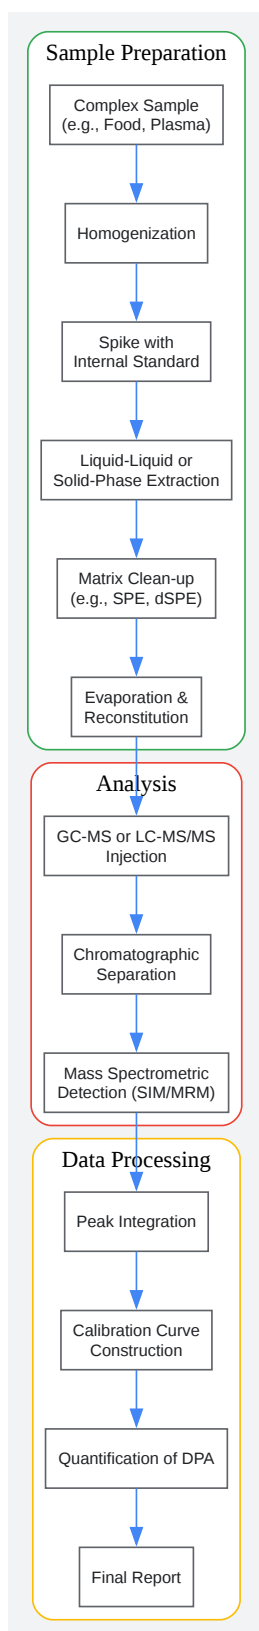 Sample Preparation
Complex Sample
(e.g., Food, Plasma)
Homogenization
Spike with
Internal Standard
Liquid-Liquid or
Solid-Phase Extraction
Matrix Clean-up
(e.g., SPE, dSPE)
Evaporation &
Reconstitution
Analysis
GC-MS or LC-MS/MS
Injection
Chromatographic
Separation
Mass Spectrometric
Detection (SIM/MRM)
Data Processing
Peak Integration
Calibration Curve
Construction
Quantification of DPA
Final Report